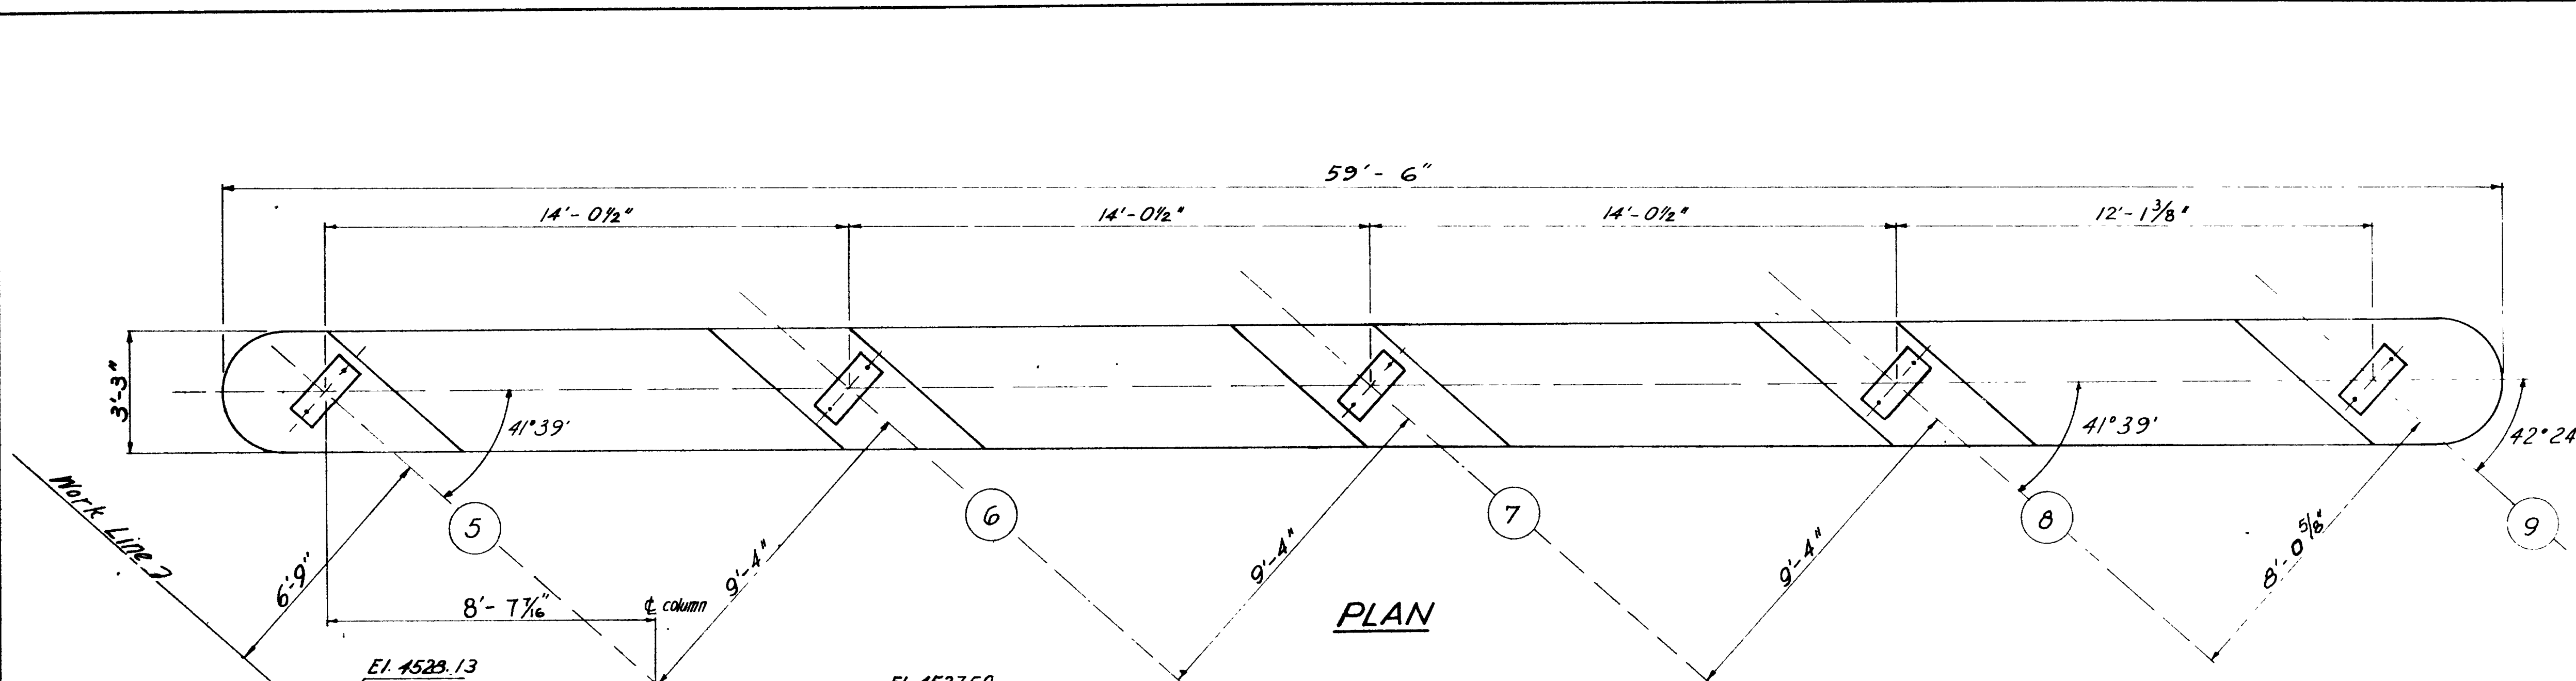 59'- 6"
14'- 0½" 14'- 0½" 14'- 0½" 12'- 1⅜"
3'-3"
41°39' 41°39' 42°24
5 6 7 8 9
Work Line
6'-9" 9'-4" 9'-4" 9'-4" 8'-0⅝"
8'- 7 7/16" ℄ column
PLAN
El. 4528.13